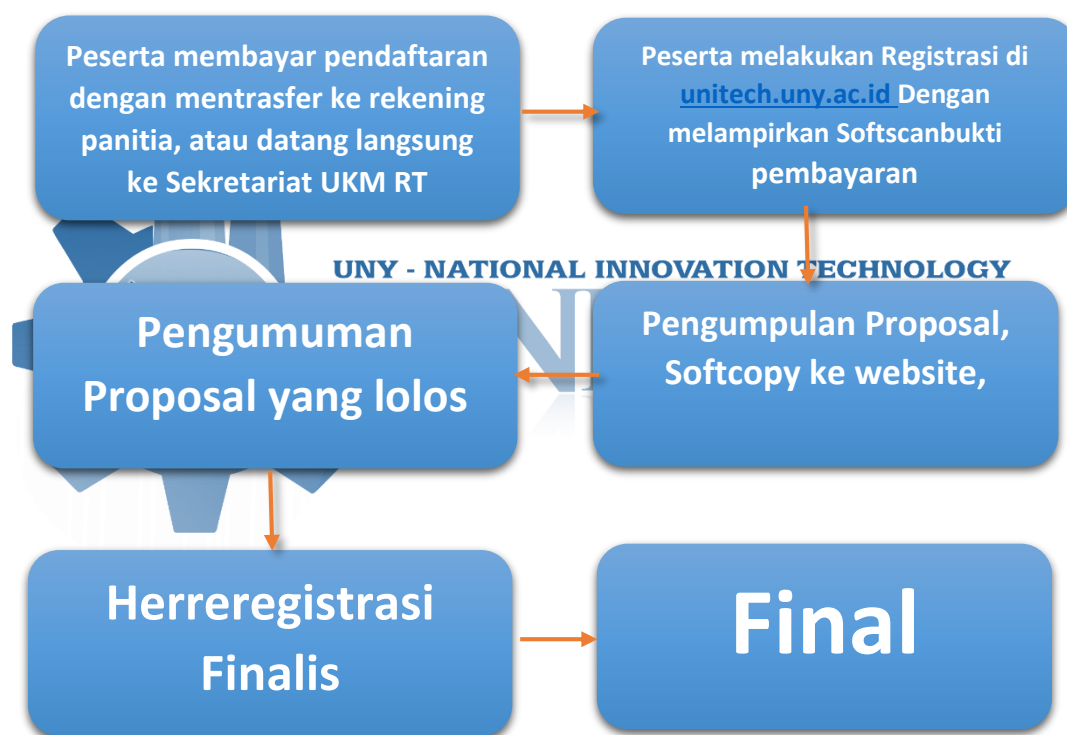 Peserta membayar pendaftaran
dengan mentrasfer ke rekening
panitia, atau datang langsung
ke Sekretariat UKM RT
Peserta melakukan Registrasi di
unitech.uny.ac.id Dengan
melampirkan Softscanbukti
pembayaran
UNY - NATIONAL INNOVATION TECHNOLOGY
Pengumpulan Proposal,
Softcopy ke website,
Pengumuman
Proposal yang lolos
Herreregistrasi
Finalis
Final